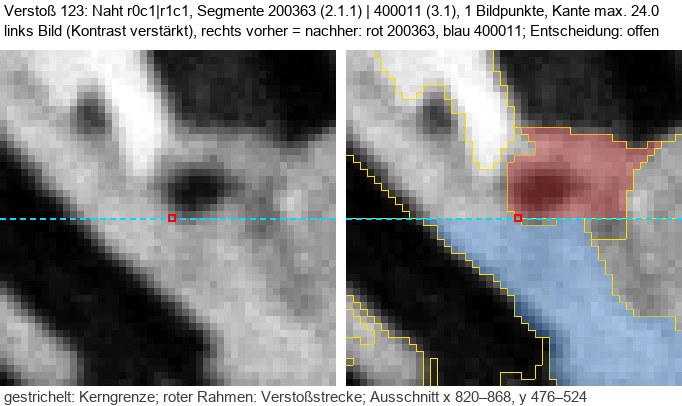 Verstoß 123: Naht r0c1|r1c1, Segmente 200363 (2.1.1) | 400011 (3.1), 1 Bildpunkte, Kante max. 24.0
links Bild (Kontrast verstärkt), rechts vorher = nachher: rot 200363, blau 400011; Entscheidung: offen
gestrichelt: Kerngrenze; roter Rahmen: Verstoßstrecke; Ausschnitt x 820–868, y 476–524